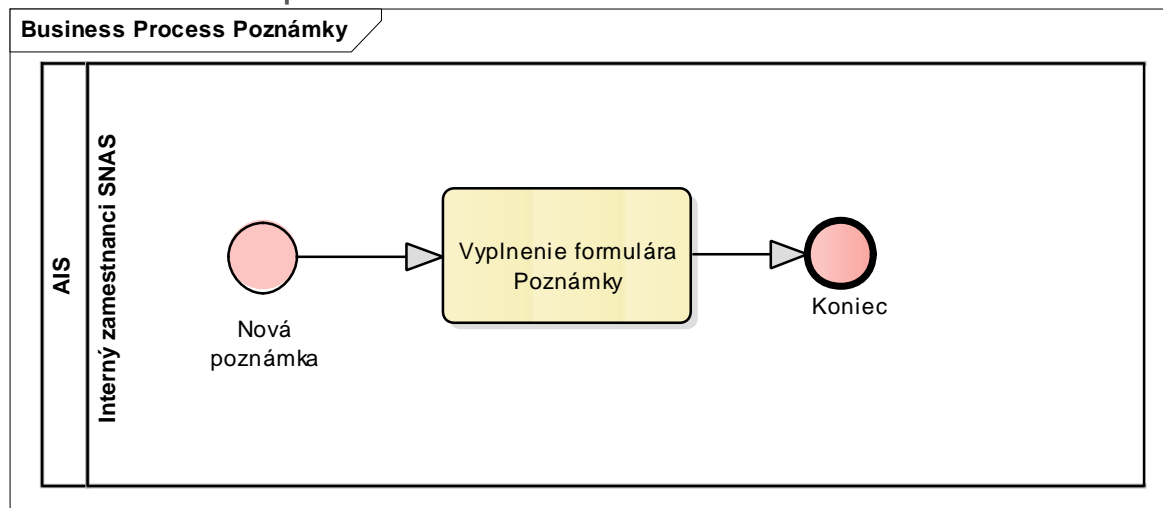 Business Process Poznámky
AIS
Interný zamestnanci SNAS
Nová
poznámka
Vyplnenie formulára
Poznámky
Koniec